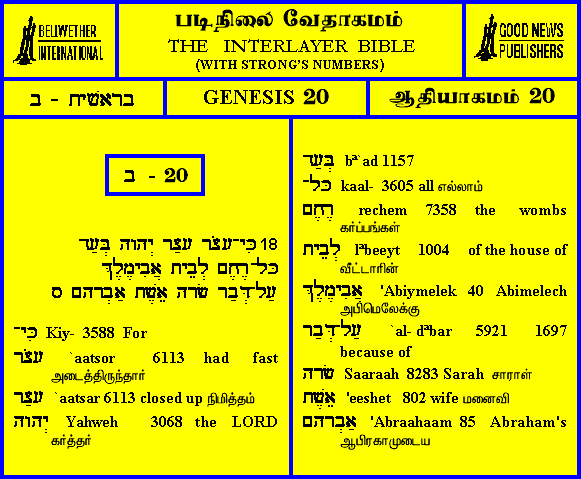 BELIWETHER
INTERNATIONAL
படிநிலை வேதாகமம்
THE INTERLAYER BIBLE
(WITH STRONG'S NUMBERS)
GOOD NEWS
PUBLISHERS
בראשית - ב
GENESIS 20
ஆதியாகமம் 20
20 - ב
18 כִּי־עָצֹר עָצַר יְהוָה בְּעַד
כָּל־רֶחֶם לְבֵית אֲבִימֶלֶךְ
עַל־דְּבַר שָׂרָה אֵשֶׁת אַבְרָהָם ס
כִּי־ Kiy- 3588 For
עָצֹר `aatsor 6113 had fast
அடைத்திருந்தார்
עָצַר `aatsar 6113 closed up நிமித்தம்
יְהוָה Yahweh 3068 the LORD
கர்த்தர்
בְּעַד bª`ad 1157
כָּל־ kaal- 3605 all எல்லாம்
רֶחֶם rechem 7358 the wombs
கர்ப்பங்கள்
לְבֵית lªbeeyt 1004 of the house of
வீட்டாரின்
אֲבִימֶלֶךְ 'Abiymelek 40 Abimelech
அபிமெலேக்கு
עַל־דְּבַר `al- dªbar 5921 1697
because of
שָׂרָה Saaraah 8283 Sarah சாராள்
אֵשֶׁת 'eeshet 802 wife மனைவி
אַבְרָהָם 'Abraahaam 85 Abraham's
ஆபிரகாமுடைய